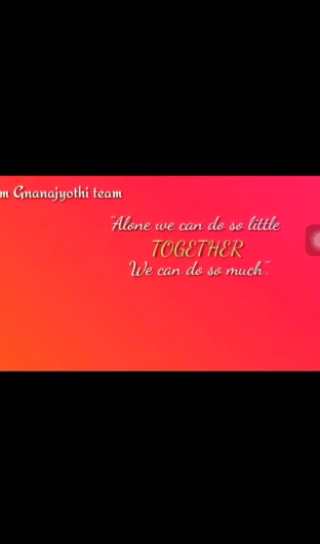 m Gnanajyothi team
"Alone we can do so little
TOGETHER
We can do so much".